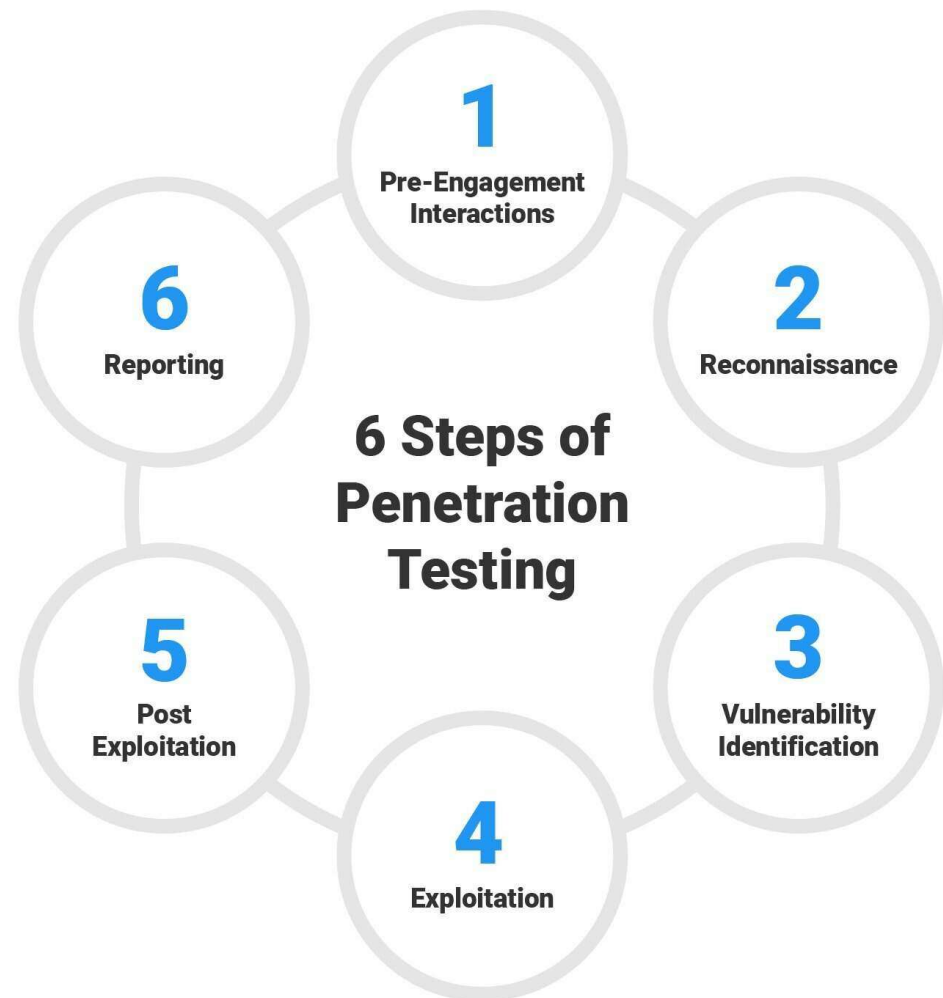 1
Pre-Engagement
Interactions
2
Reconnaissance
3
Vulnerability
Identification
4
Exploitation
5
Post
Exploitation
6
Reporting
6 Steps of
Penetration
Testing